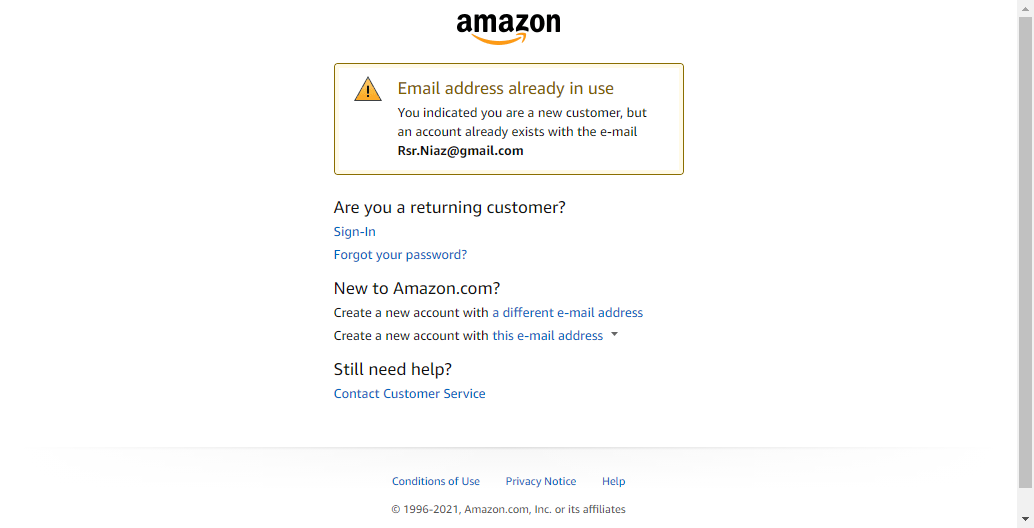 amazon
Email address already in use
You indicated you are a new customer, but
an account already exists with the e-mail
Rsr.Niaz@gmail.com
Are you a returning customer?
Sign-In
Forgot your password?
New to Amazon.com?
Create a new account with a different e-mail address
Create a new account with this e-mail address
Still need help?
Contact Customer Service
Conditions of Use Privacy Notice Help
© 1996-2021, Amazon.com, Inc. or its affiliates